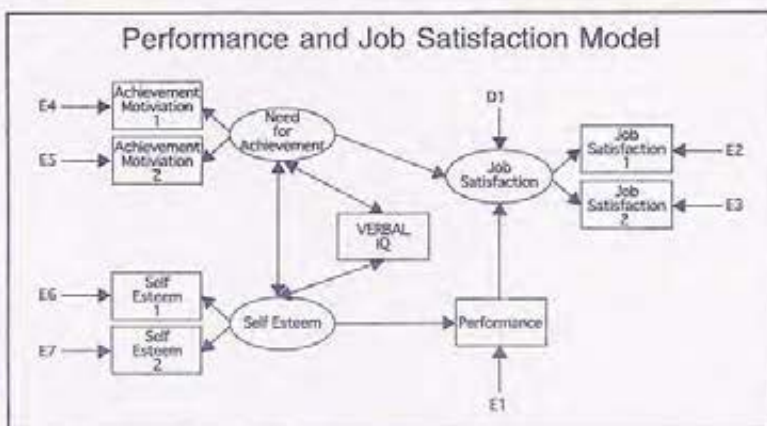 Performance and Job Satisfaction Model
E4
Achievement
Motiviation
1
E5
Achievement
Motiviation
2
Need
for
Achievement
D1
Job
Satisfaction
Job
Satisfaction
1
E2
Job
Satisfaction
2
E3
VERBAL
IQ
E6
Self
Esteem
1
E7
Self
Esteem
2
Self Esteem
Performance
E1